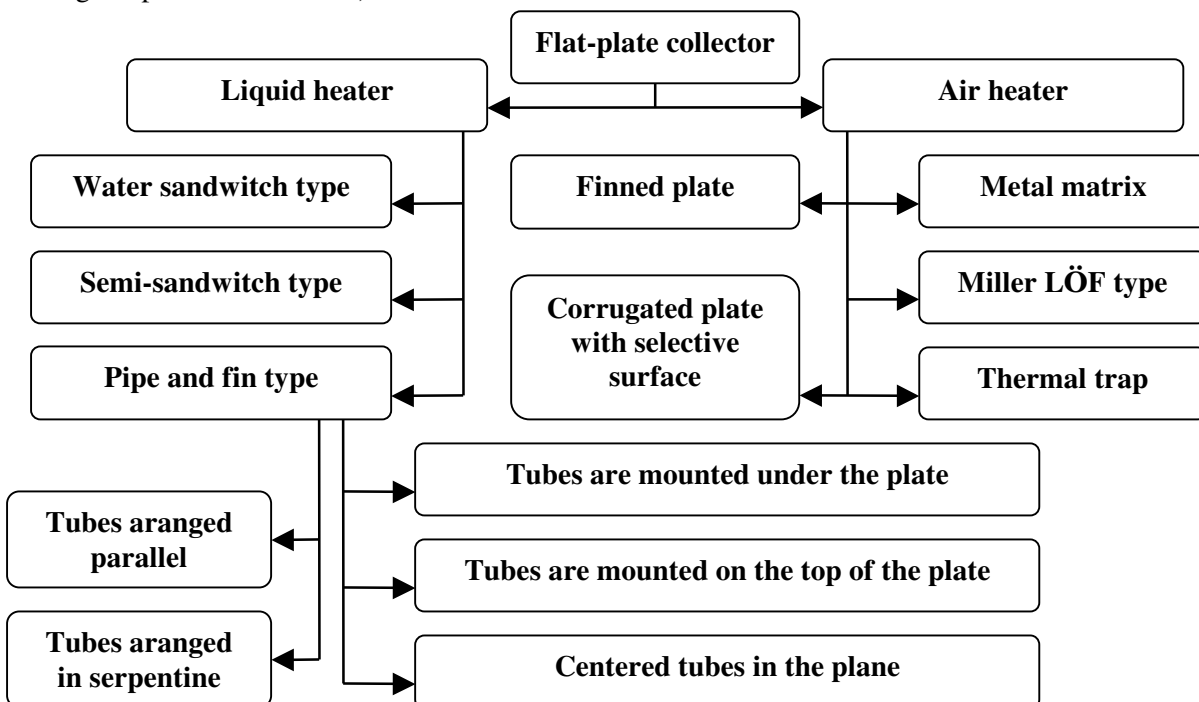 Flat-plate collector
Liquid heater
Air heater
Water sandwitch type
Finned plate
Metal matrix
Semi-sandwitch type
Corrugated plate
with selective
surface
Miller LÖF type
Pipe and fin type
Thermal trap
Tubes are mounted under the plate
Tubes aranged
parallel
Tubes are mounted on the top of the plate
Tubes aranged
in serpentine
Centered tubes in the plane